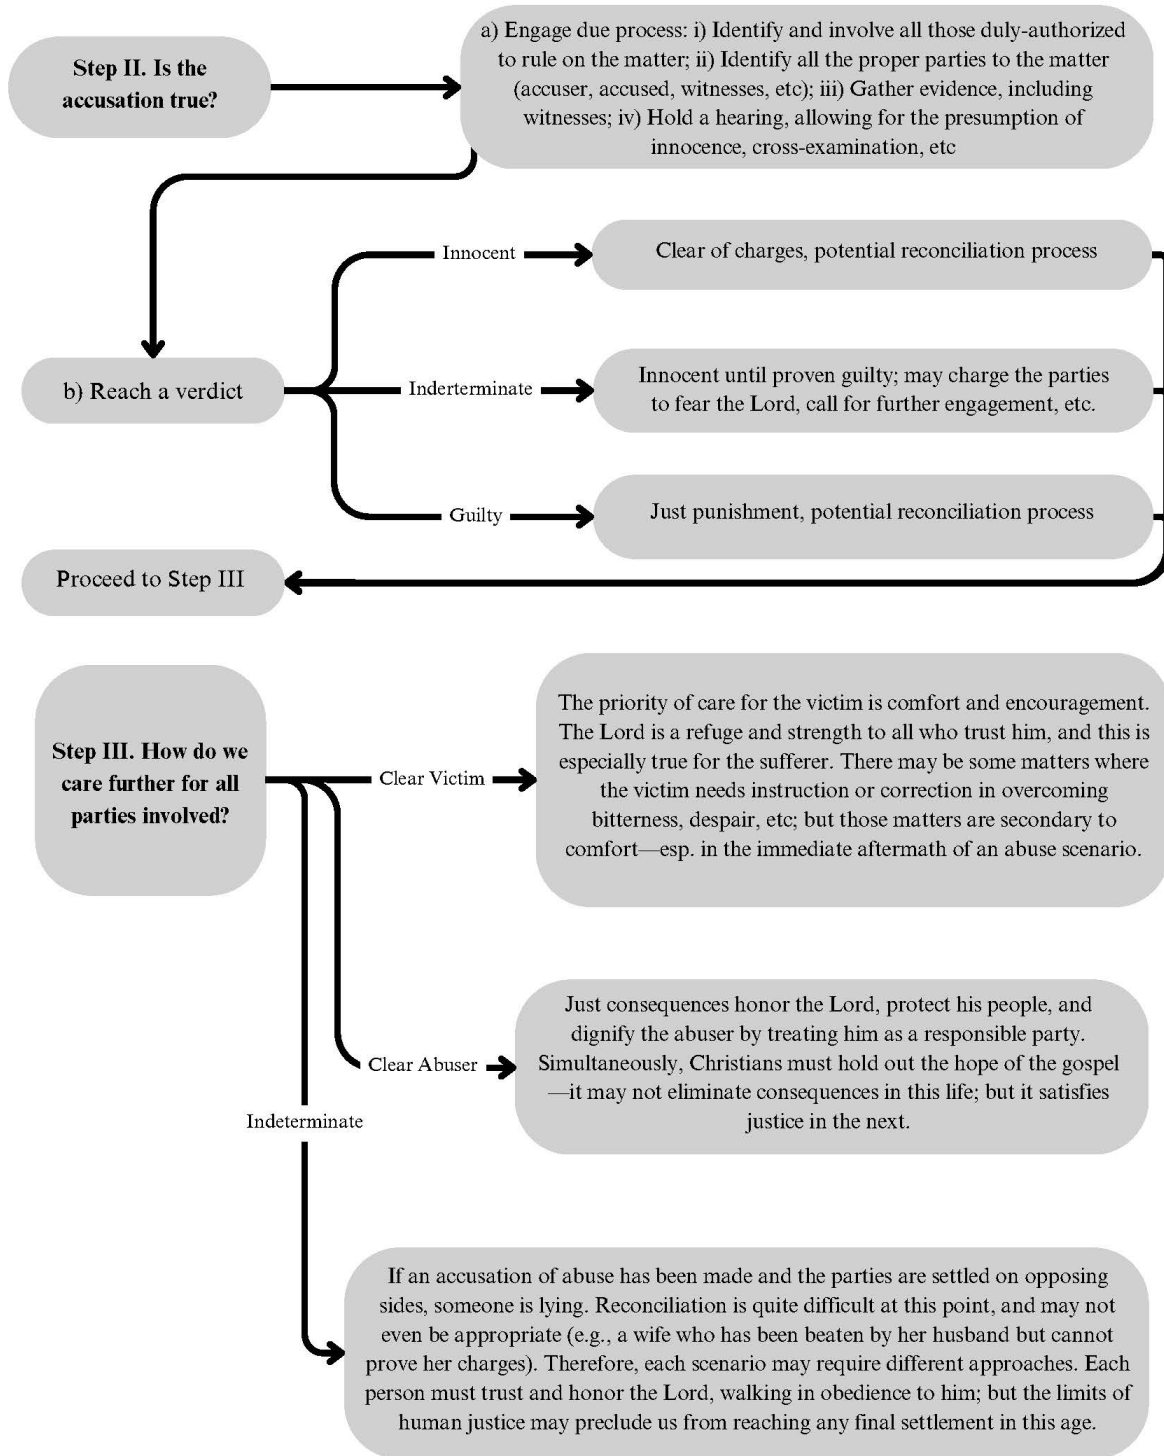 Step II. Is the
accusation true?
a) Engage due process: i) Identify and involve all those duly-authorized
to rule on the matter; ii) Identify all the proper parties to the matter
(accuser, accused, witnesses, etc); iii) Gather evidence, including
witnesses; iv) Hold a hearing, allowing for the presumption of
innocence, cross-examination, etc
b) Reach a verdict
Innocent
Clear of charges, potential reconciliation process
Inderterminate
Innocent until proven guilty; may charge the parties
to fear the Lord, call for further engagement, etc.
Guilty
Just punishment, potential reconciliation process
Proceed to Step III
Step III. How do we
care further for all
parties involved?
Clear Victim
The priority of care for the victim is comfort and encouragement.
The Lord is a refuge and strength to all who trust him, and this is
especially true for the sufferer. There may be some matters where
the victim needs instruction or correction in overcoming
bitterness, despair, etc; but those matters are secondary to
comfort—esp. in the immediate aftermath of an abuse scenario.
Clear Abuser
Just consequences honor the Lord, protect his people, and
dignify the abuser by treating him as a responsible party.
Simultaneously, Christians must hold out the hope of the gospel
—it may not eliminate consequences in this life; but it satisfies
justice in the next.
Indeterminate
If an accusation of abuse has been made and the parties are settled on opposing
sides, someone is lying. Reconciliation is quite difficult at this point, and may not
even be appropriate (e.g., a wife who has been beaten by her husband but cannot
prove her charges). Therefore, each scenario may require different approaches. Each
person must trust and honor the Lord, walking in obedience to him; but the limits of
human justice may preclude us from reaching any final settlement in this age.